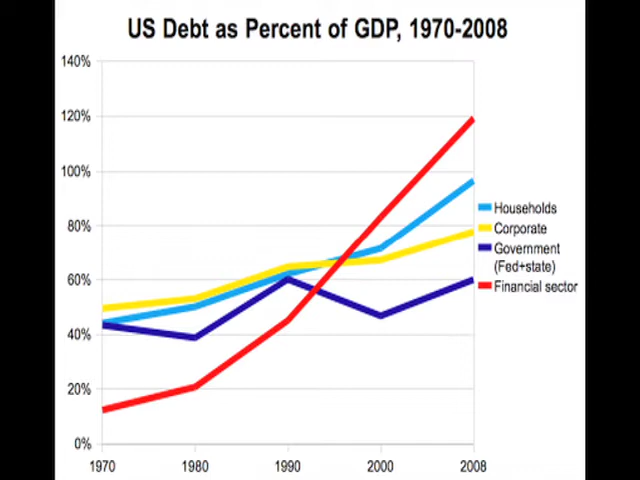 US Debt as Percent of GDP, 1970-2008
140%
120%
100%
80%
60%
40%
20%
0%
1970 1980 1990 2000 2008
Households
Corporate
Government
(Fed+state)
Financial sector